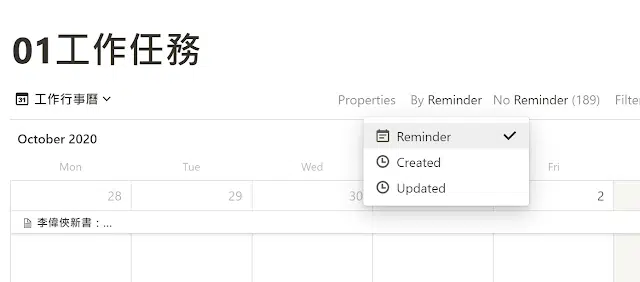 01工作任務
工作行事曆 Properties By Reminder No Reminder (189) Filte
October 2020
Reminder
Created
Updated
Mon Tue Wed Fri
28 29 30 2
李偉俠新書：...